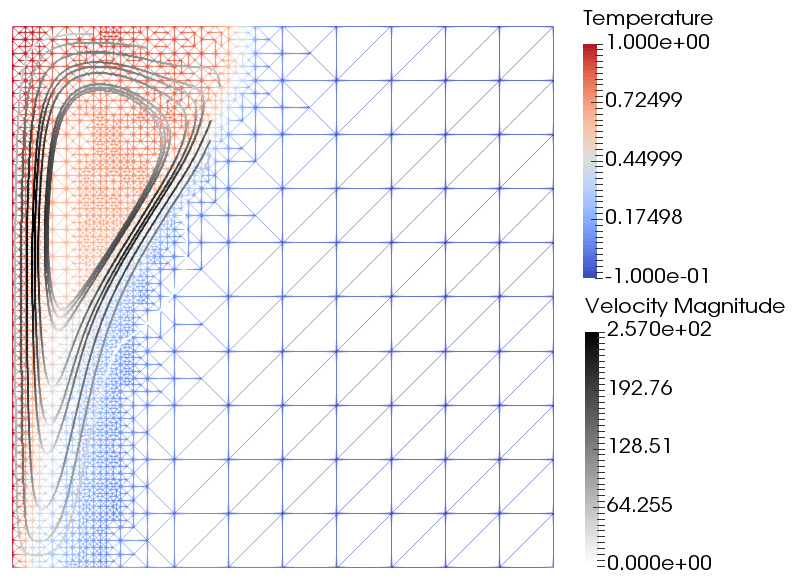 Temperature
1.000e+00
0.72499
0.44999
0.17498
-1.000e-01
Velocity Magnitude
2.570e+02
192.76
128.51
64.255
0.000e+00